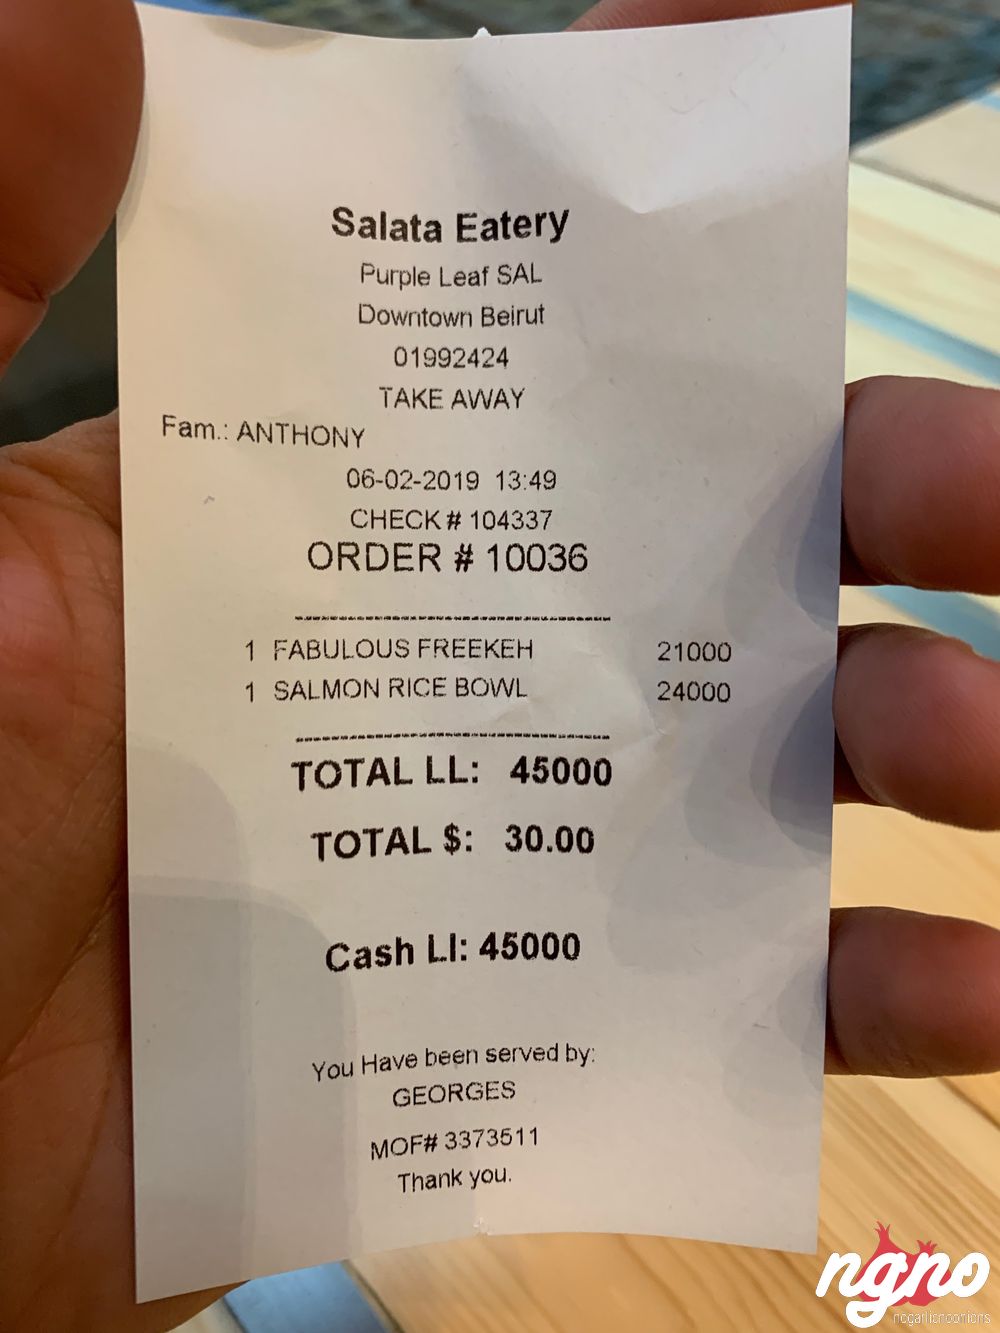 Salata Eatery
Purple Leaf SAL
Downtown Beirut
01992424
TAKE AWAY
Fam.: ANTHONY
06-02-2019 13:49
CHECK # 104337
ORDER # 10036
1 FABULOUS FREEKEH 21000
1 SALMON RICE BOWL 24000
TOTAL LL: 45000
TOTAL $: 30.00
Cash Ll: 45000
You Have been served by:
GEORGES
MOF# 3373511
Thank you.
ngno
nogarlicnoonions